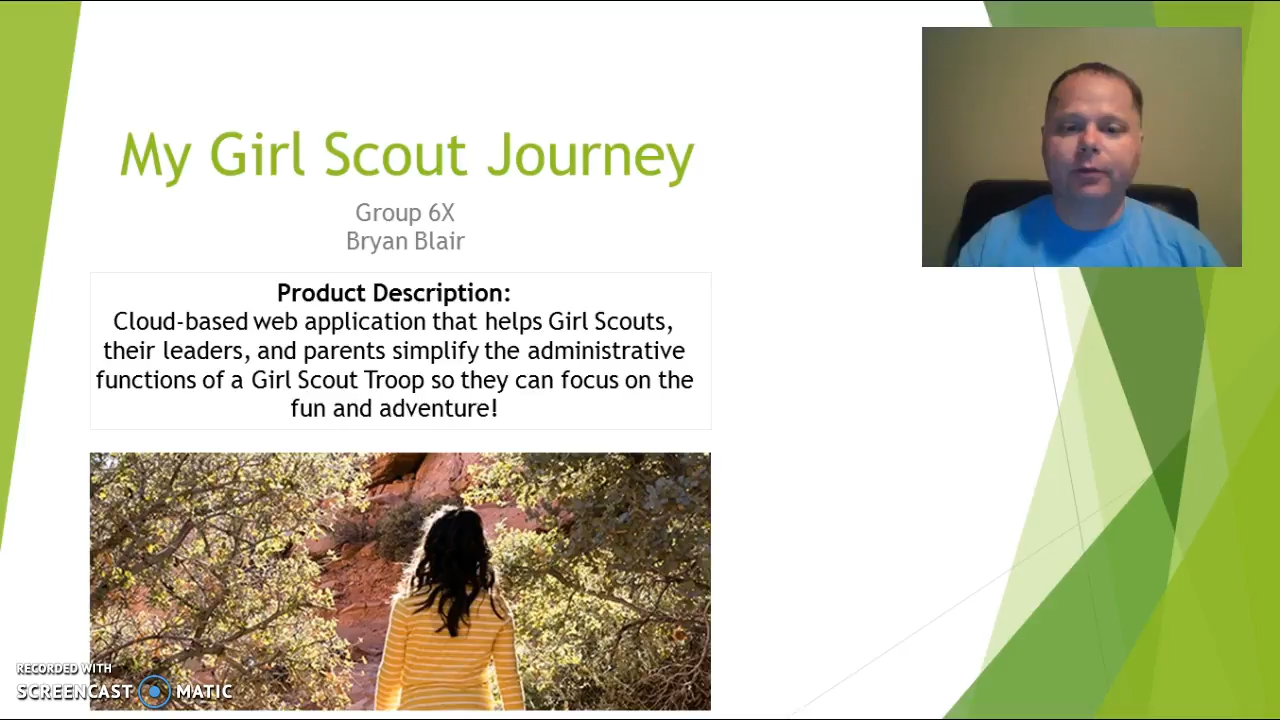 My Girl Scout Journey
Group 6X
Bryan Blair
Product Description:
Cloud-based web application that helps Girl Scouts,
their leaders, and parents simplify the administrative
functions of a Girl Scout Troop so they can focus on the
fun and adventure!
RECORDED WITH
SCREENCAST MATIC